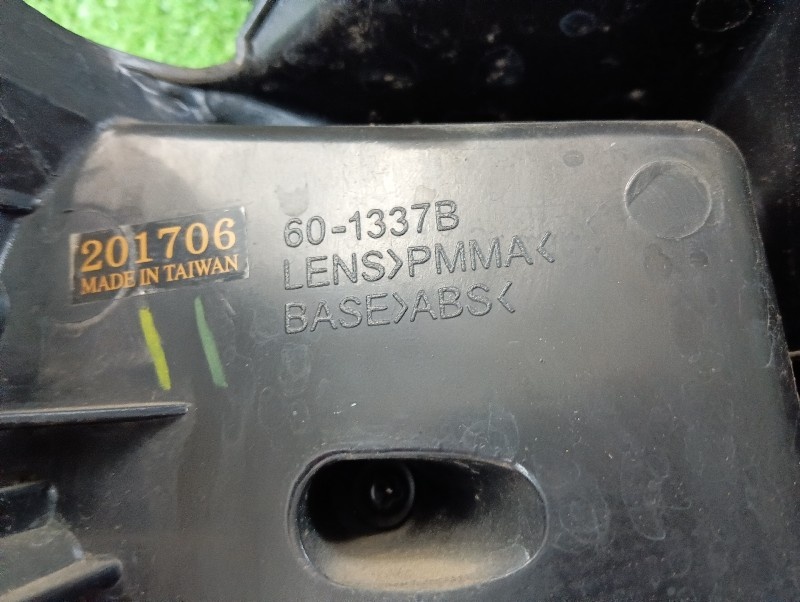 201706
MADE IN TAIWAN
60-1337B
LENS>PMMA<
BASE>ABS<